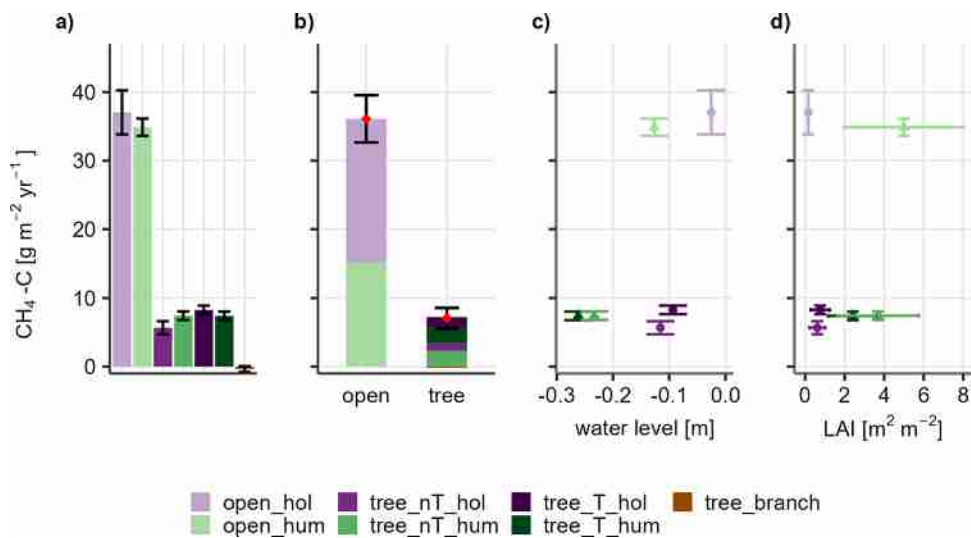 a) b) c) d)
CH₄ -C [g m⁻² yr⁻¹]
40
30
20
10
0
open tree
-0.3 -0.2 -0.1 0.0
0 2 4 6 8
water level [m] LAI [m² m⁻²]
open_hol tree_nT_hol tree_T_hol tree_branch
open_hum tree_nT_hum tree_T_hum